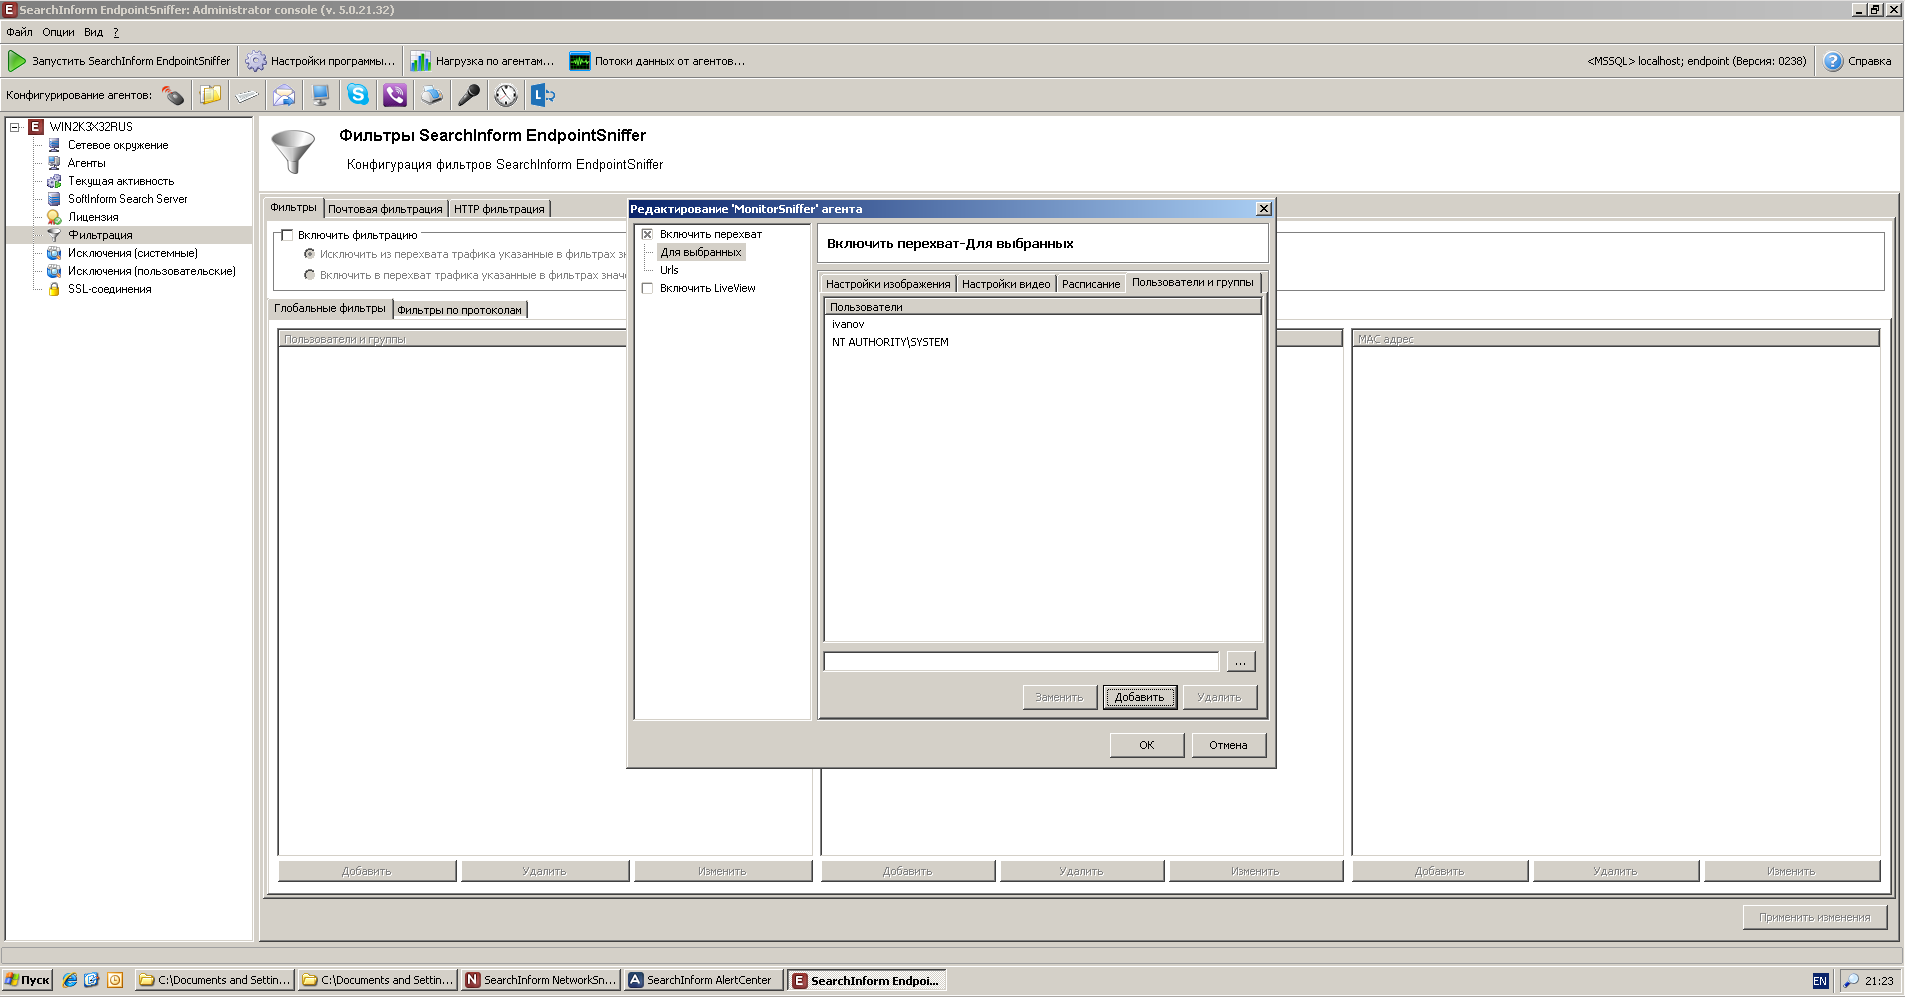 SearchInform EndpointSniffer: Administrator console (v. 5.0.21.32)
Файл Опции Вид ?
Запустить SearchInform EndpointSniffer Настройки программы... Нагрузка по агентам... Потоки данных от агентов... <MSSQL> localhost; endpoint (Версия: 0238) Справка
Конфигурирование агентов:
WIN2K3X32RUS
Сетевое окружение
Агенты
Текущая активность
SoftInform Search Server
Лицензия
Фильтрация
Исключения (системные)
Исключения (пользовательские)
SSL-соединения
Фильтры SearchInform EndpointSniffer
Конфигурация фильтров SearchInform EndpointSniffer
Фильтры Почтовая фильтрация HTTP фильтрация
Включить фильтрацию
Исключить из перехвата трафика указанные в фильтрах
Включить в перехват трафика указанные в фильтрах
Глобальные фильтры Фильтры по протоколам
Пользователи и группы
MAC адрес
Редактирование 'MonitorSniffer' агента
Включить перехват
Для выбранных
Urls
Включить LiveView
Включить перехват-Для выбранных
Настройки изображения Настройки видео Расписание Пользователи и группы
Пользователи
ivanov
NT AUTHORITY\SYSTEM
...
Заменить Добавить Удалить
OK Отмена
Добавить Удалить Изменить Добавить Удалить Изменить Добавить Удалить Изменить
Применить изменения
Пуск C:\Documents and Settin... C:\Documents and Settin... SearchInform NetworkSn... SearchInform AlertCenter SearchInform Endpoi... EN 21:23